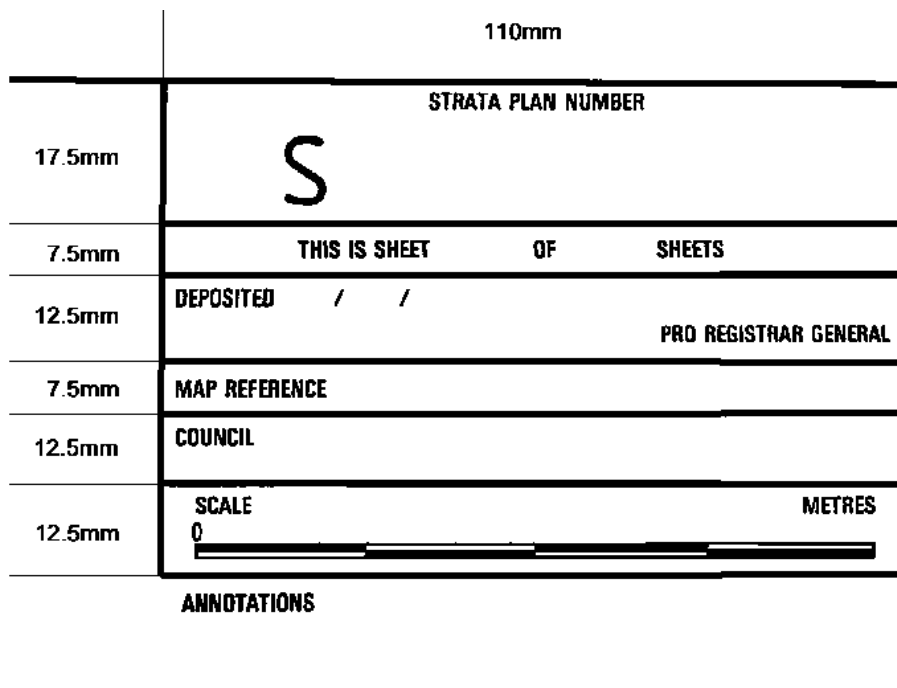 110mm
STRATA PLAN NUMBER
17.5mm S
7.5mm THIS IS SHEET OF SHEETS
DEPOSITED / /
12.5mm
PRO REGISTRAR GENERAL
7.5mm MAP REFERENCE
COUNCIL
12.5mm
SCALE METRES
0
12.5mm
ANNOTATIONS